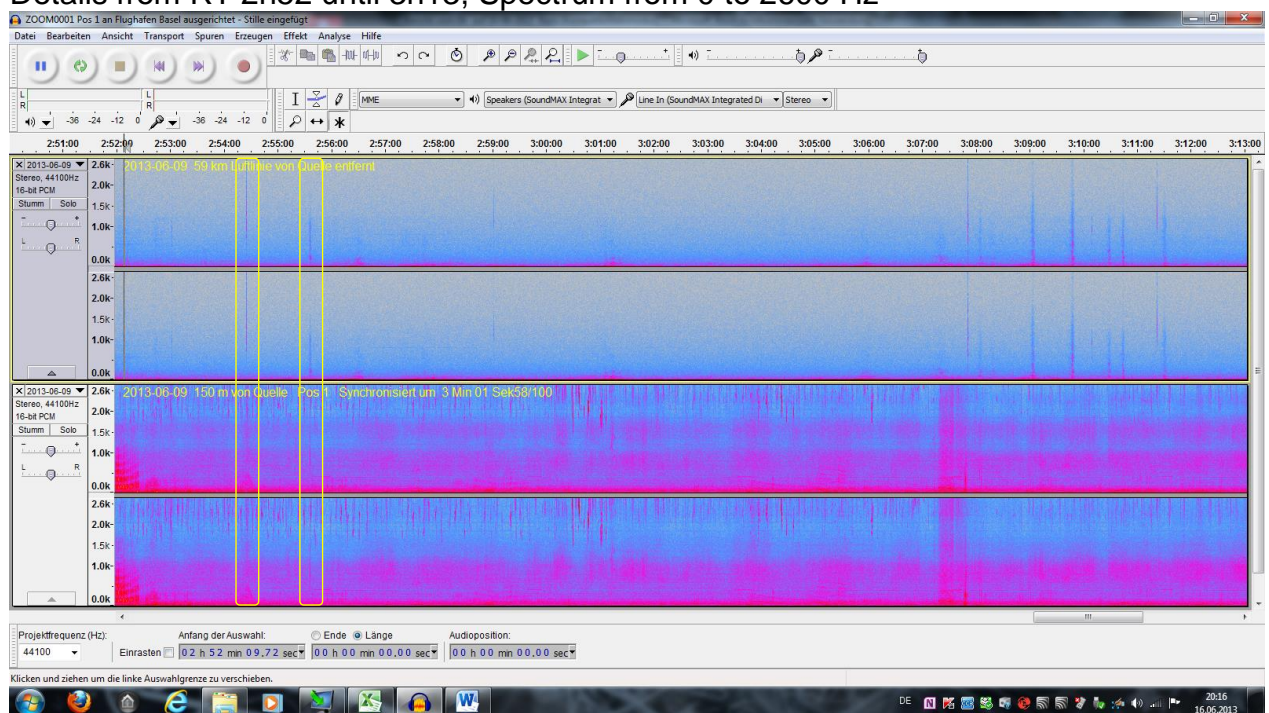 Details from RT 2h52 until 3h13, Spectrum from 0 to 2600 Hz
ZOOM0001 Pos 1 an Flughafen Basel ausgerichtet - Stille eingefügt
Datei Bearbeiten Ansicht Transport Spuren Erzeugen Effekt Analyse Hilfe
L
R
L
R
MME
Speakers (SoundMAX Integrat
Line In (SoundMAX Integrated Di
Stereo
-36 -24 -12 0
-36 -24 -12 0
2:51:00 2:52:00 2:53:00 2:54:00 2:55:00 2:56:00 2:57:00 2:58:00 2:59:00 3:00:00 3:01:00 3:02:00 3:03:00 3:04:00 3:05:00 3:06:00 3:07:00 3:08:00 3:09:00 3:10:00 3:11:00 3:12:00 3:13:00
2013-06-09
2.6k
2013-06-09 59 km Luftlinie von Quelle entfernt
Stereo, 44100Hz
16-bit PCM
2.0k
Stumm Solo
1.5k
1.0k
L R
0.0k
2.6k
2.0k
1.5k
1.0k
0.0k
2013-06-09
2.6k
2013-06-09 150 m von Quelle Pos 1 Synchronisiert um 3 Min 01 Sek58/100
Stereo, 44100Hz
16-bit PCM
2.0k
Stumm Solo
1.5k
1.0k
L R
0.0k
2.6k
2.0k
1.5k
1.0k
0.0k
Projektfrequenz (Hz):
Anfang der Auswahl:
Ende Länge
Audioposition:
44100
Einrasten
02 h 52 min 09,72 sec
00 h 00 min 00,00 sec
00 h 00 min 00,00 sec
Klicken und ziehen um die linke Auswahlgrenze zu verschieben.
DE
20:16
16.06.2013